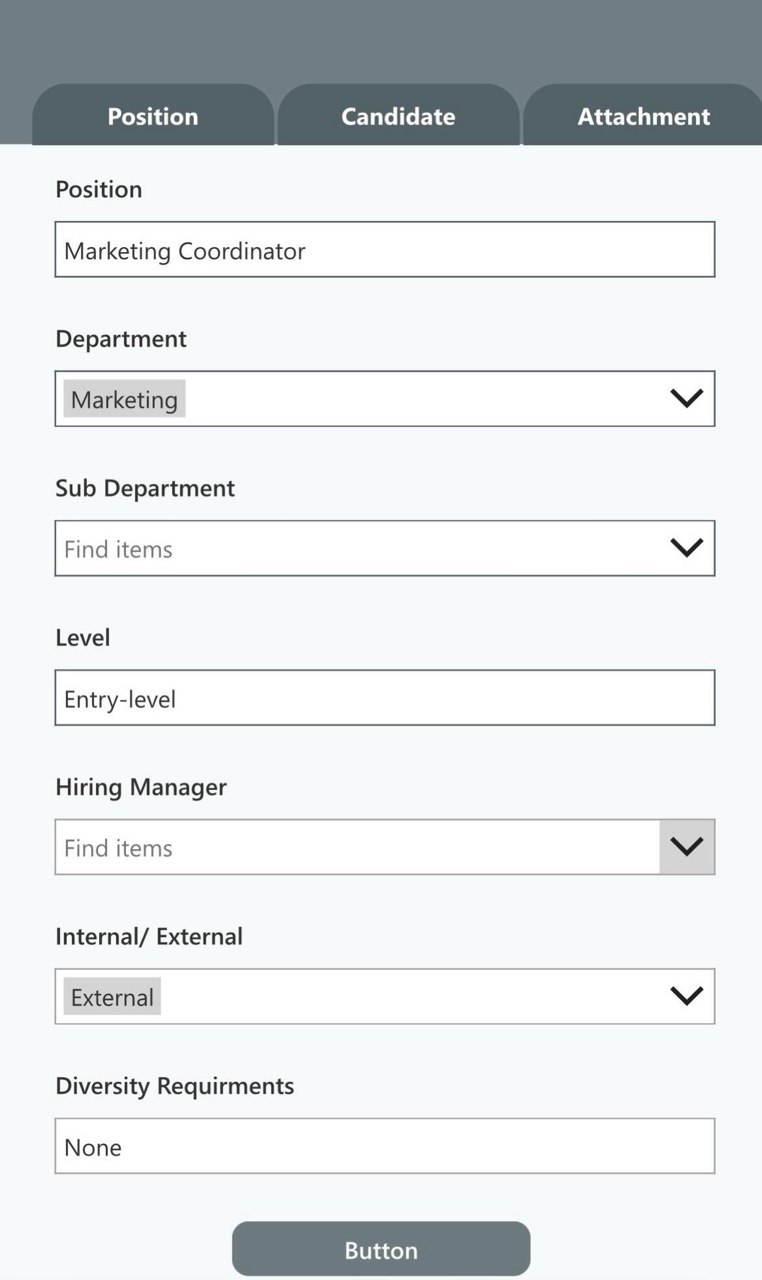 Position Candidate Attachment
Position
Marketing Coordinator
Department
Marketing
Sub Department
Find items
Level
Entry-level
Hiring Manager
Find items
Internal/ External
External
Diversity Requirments
None
Button